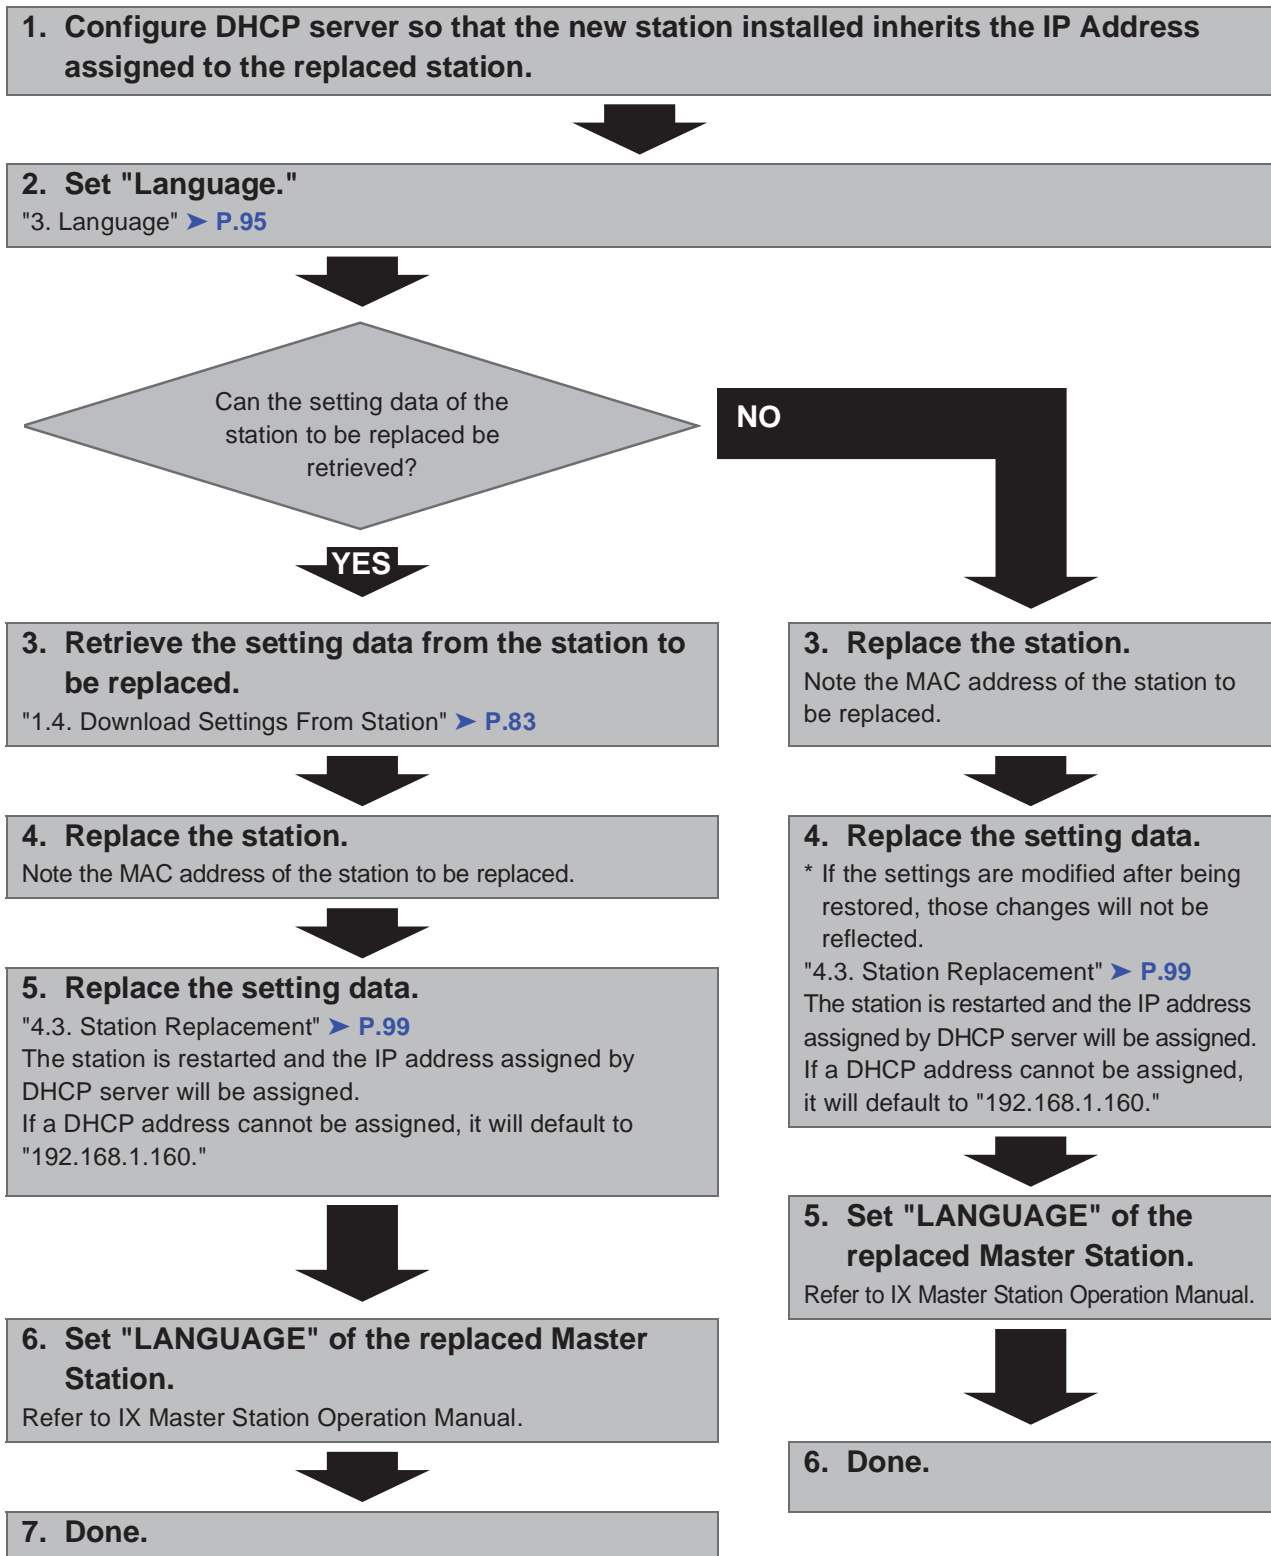 1. Configure DHCP server so that the new station installed inherits the IP Address
assigned to the replaced station.
2. Set "Language."
"3. Language" ➤ P.95
Can the setting data of the
station to be replaced be
retrieved?
NO
YES
3. Retrieve the setting data from the station to
be replaced.
"1.4. Download Settings From Station" ➤ P.83
4. Replace the station.
Note the MAC address of the station to be replaced.
5. Replace the setting data.
"4.3. Station Replacement" ➤ P.99
The station is restarted and the IP address assigned by
DHCP server will be assigned.
If a DHCP address cannot be assigned, it will default to
"192.168.1.160."
6. Set "LANGUAGE" of the replaced Master
Station.
Refer to IX Master Station Operation Manual.
7. Done.
3. Replace the station.
Note the MAC address of the station to
be replaced.
4. Replace the setting data.
* If the settings are modified after being
restored, those changes will not be
reflected.
"4.3. Station Replacement" ➤ P.99
The station is restarted and the IP address
assigned by DHCP server will be assigned.
If a DHCP address cannot be assigned,
it will default to "192.168.1.160."
5. Set "LANGUAGE" of the
replaced Master Station.
Refer to IX Master Station Operation Manual.
6. Done.